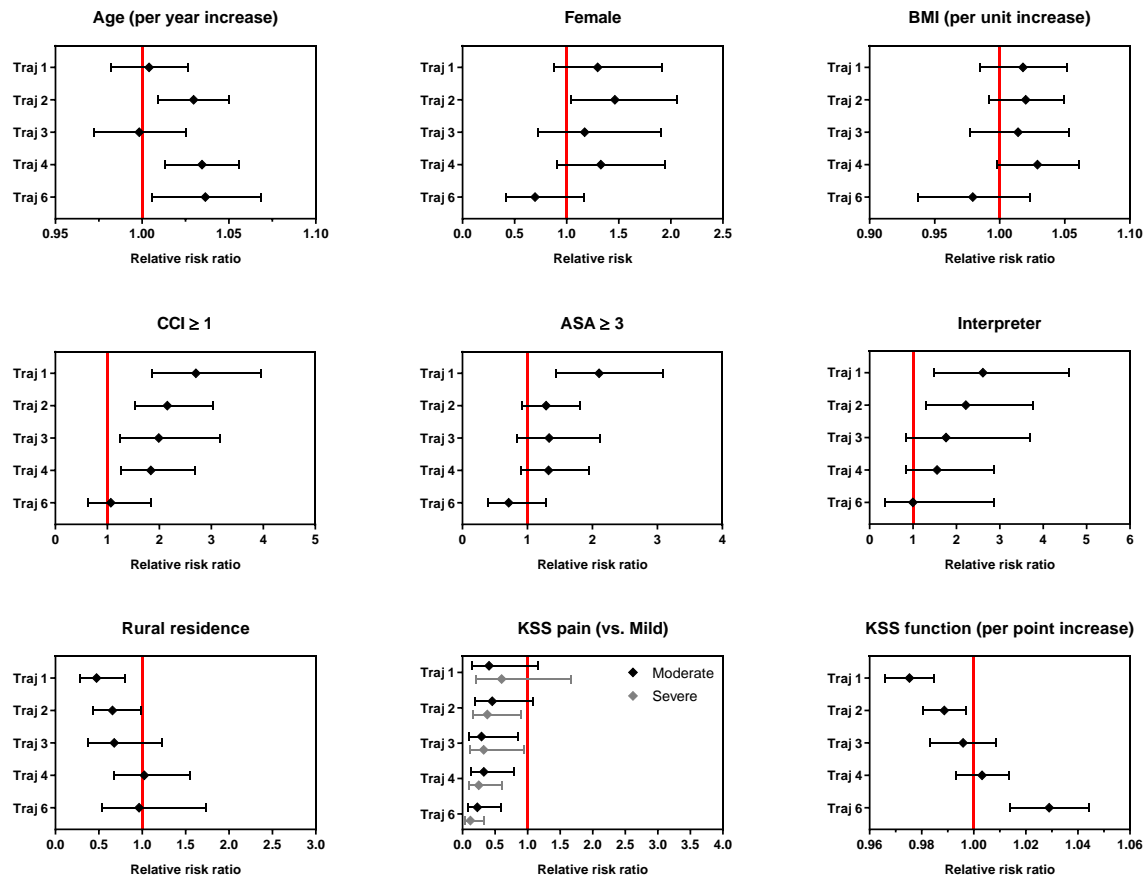 Age (per year increase)
Traj 1
Traj 2
Traj 3
Traj 4
Traj 6
0.95 1.00 1.05 1.10
Relative risk ratio
Female
Traj 1
Traj 2
Traj 3
Traj 4
Traj 6
0.0 0.5 1.0 1.5 2.0 2.5
Relative risk
BMI (per unit increase)
Traj 1
Traj 2
Traj 3
Traj 4
Traj 6
0.90 0.95 1.00 1.05 1.10
Relative risk ratio
CCI ≥ 1
Traj 1
Traj 2
Traj 3
Traj 4
Traj 6
0 1 2 3 4 5
Relative risk ratio
ASA ≥ 3
Traj 1
Traj 2
Traj 3
Traj 4
Traj 6
0 1 2 3 4
Relative risk ratio
Interpreter
Traj 1
Traj 2
Traj 3
Traj 4
Traj 6
0 1 2 3 4 5 6
Relative risk ratio
Rural residence
Traj 1
Traj 2
Traj 3
Traj 4
Traj 6
0.0 0.5 1.0 1.5 2.0 2.5 3.0
Relative risk ratio
KSS pain (vs. Mild)
Traj 1
Traj 2
Traj 3
Traj 4
Traj 6
Moderate
Severe
0.0 0.5 1.0 1.5 2.0 2.5 3.0 3.5 4.0
Relative risk ratio
KSS function (per point increase)
Traj 1
Traj 2
Traj 3
Traj 4
Traj 6
0.96 0.98 1.00 1.02 1.04 1.06
Relative risk ratio